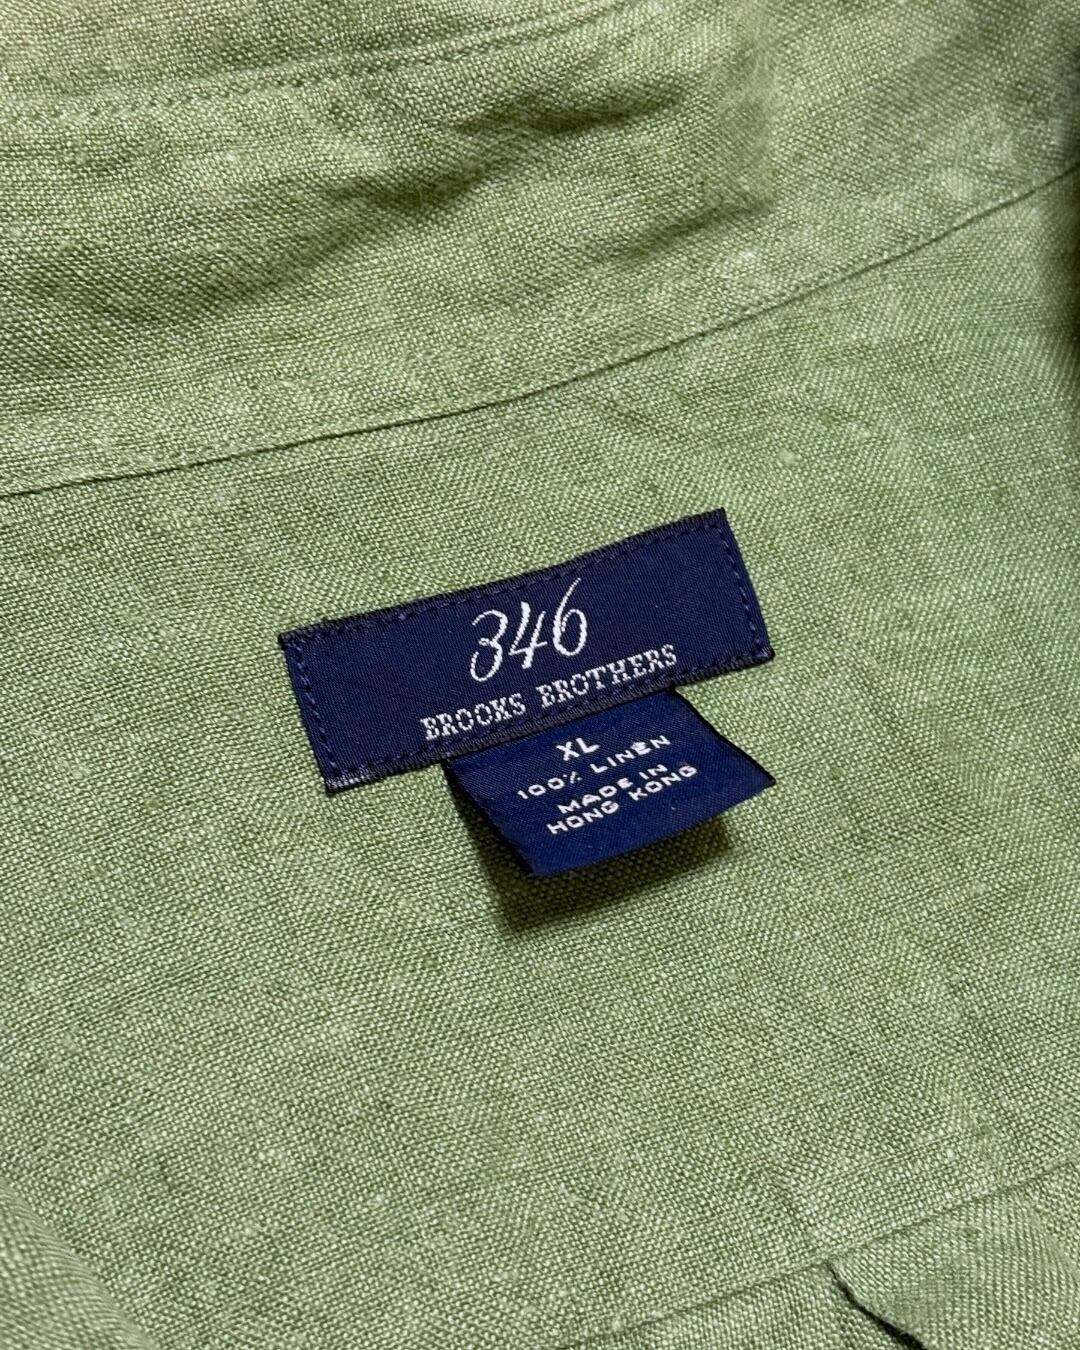 346
BROOKS BROTHERS
XL
100% LINEN
MADE IN
HONG KONG